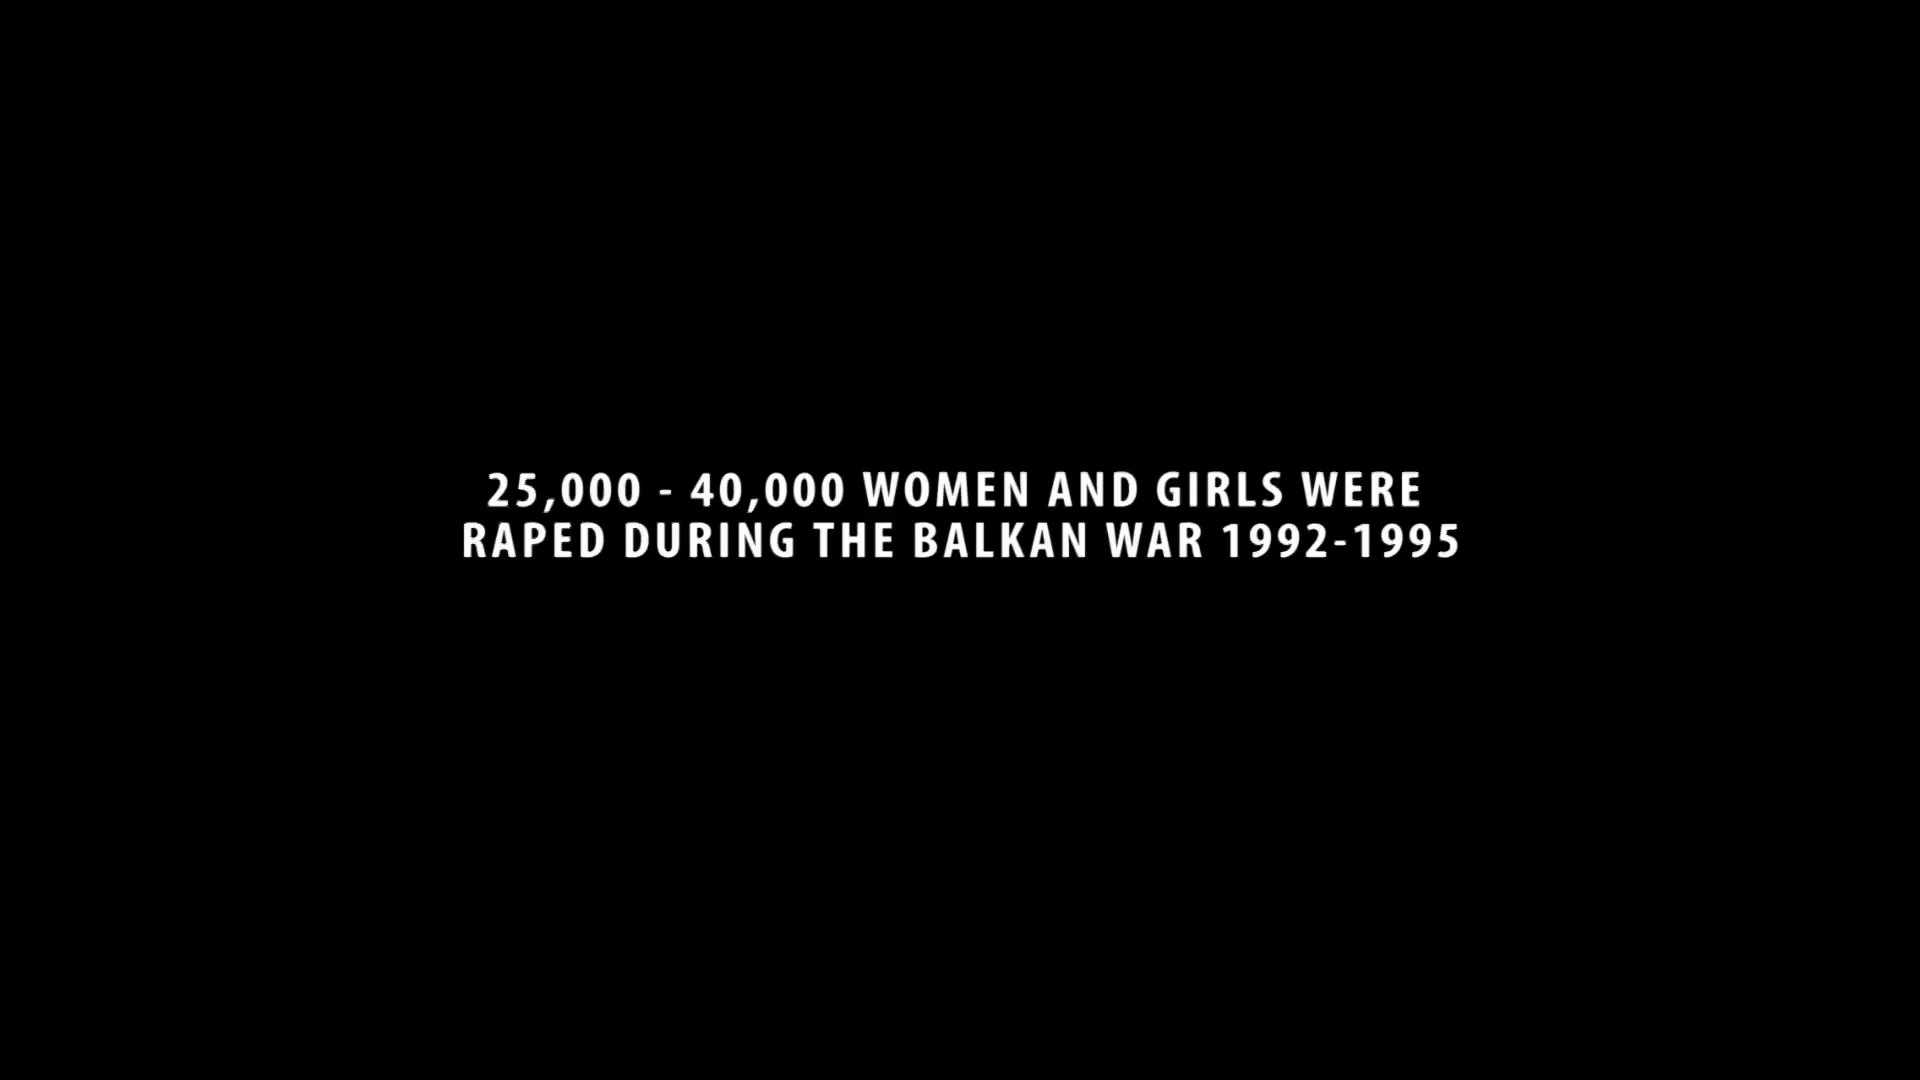 25,000 - 40,000 WOMEN AND GIRLS WERE
RAPED DURING THE BALKAN WAR 1992-1995